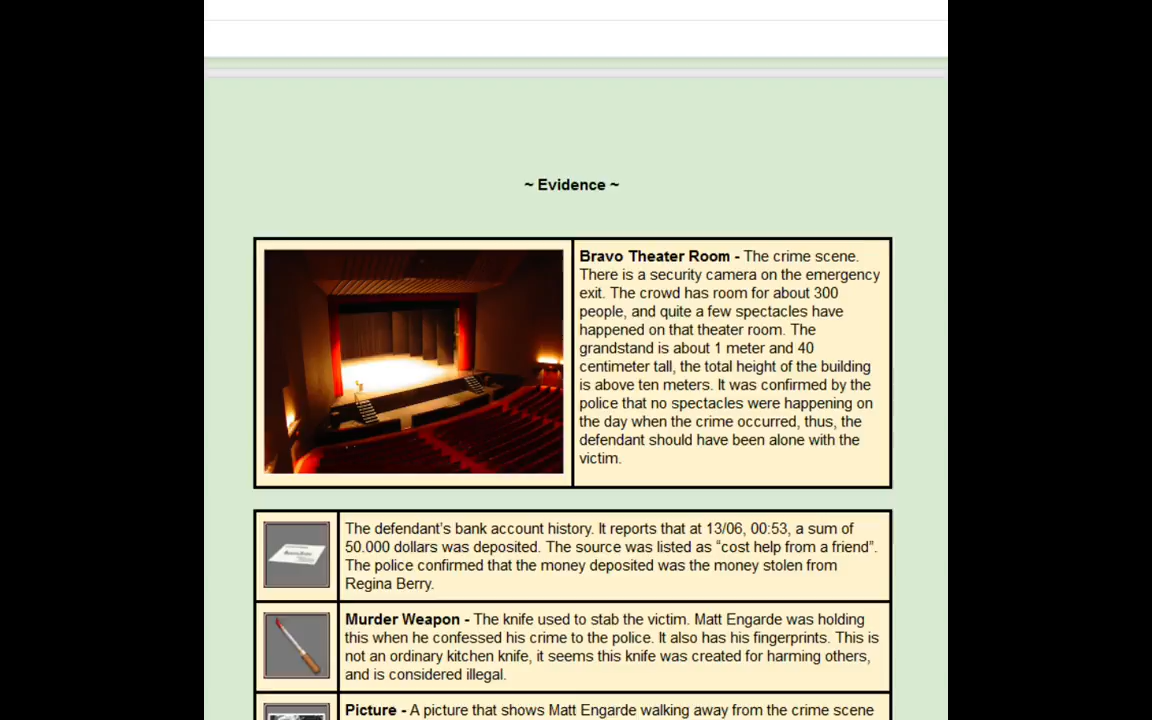 ~ Evidence ~
Bravo Theater Room - The crime scene.
There is a security camera on the emergency
exit. The crowd has room for about 300
people, and quite a few spectacles have
happened on that theater room. The
grandstand is about 1 meter and 40
centimeter tall, the total height of the building
is above ten meters. It was confirmed by the
police that no spectacles were happening on
the day when the crime occurred, thus, the
defendant should have been alone with the
victim.
The defendant’s bank account history. It reports that at 13/06, 00:53, a sum of
50.000 dollars was deposited. The source was listed as “cost help from a friend”.
The police confirmed that the money deposited was the money stolen from
Regina Berry.
Murder Weapon - The knife used to stab the victim. Matt Engarde was holding
this when he confessed his crime to the police. It also has his fingerprints. This is
not an ordinary kitchen knife, it seems this knife was created for harming others,
and is considered illegal.
Picture - A picture that shows Matt Engarde walking away from the crime scene